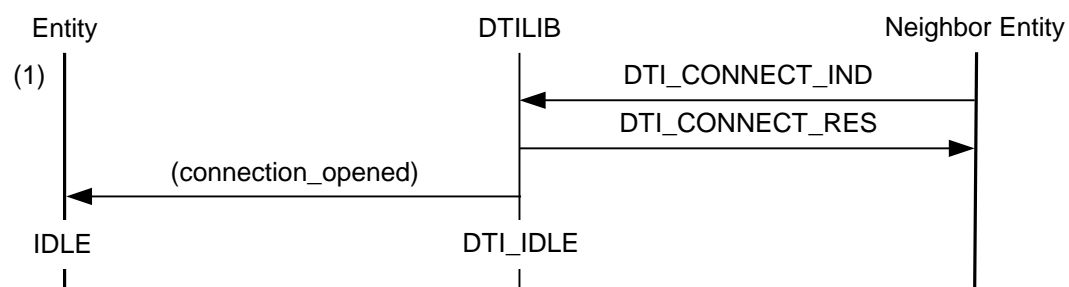 Entity DTILIB Neighbor Entity
(1) DTI_CONNECT_IND
DTI_CONNECT_RES
(connection_opened)
IDLE DTI_IDLE